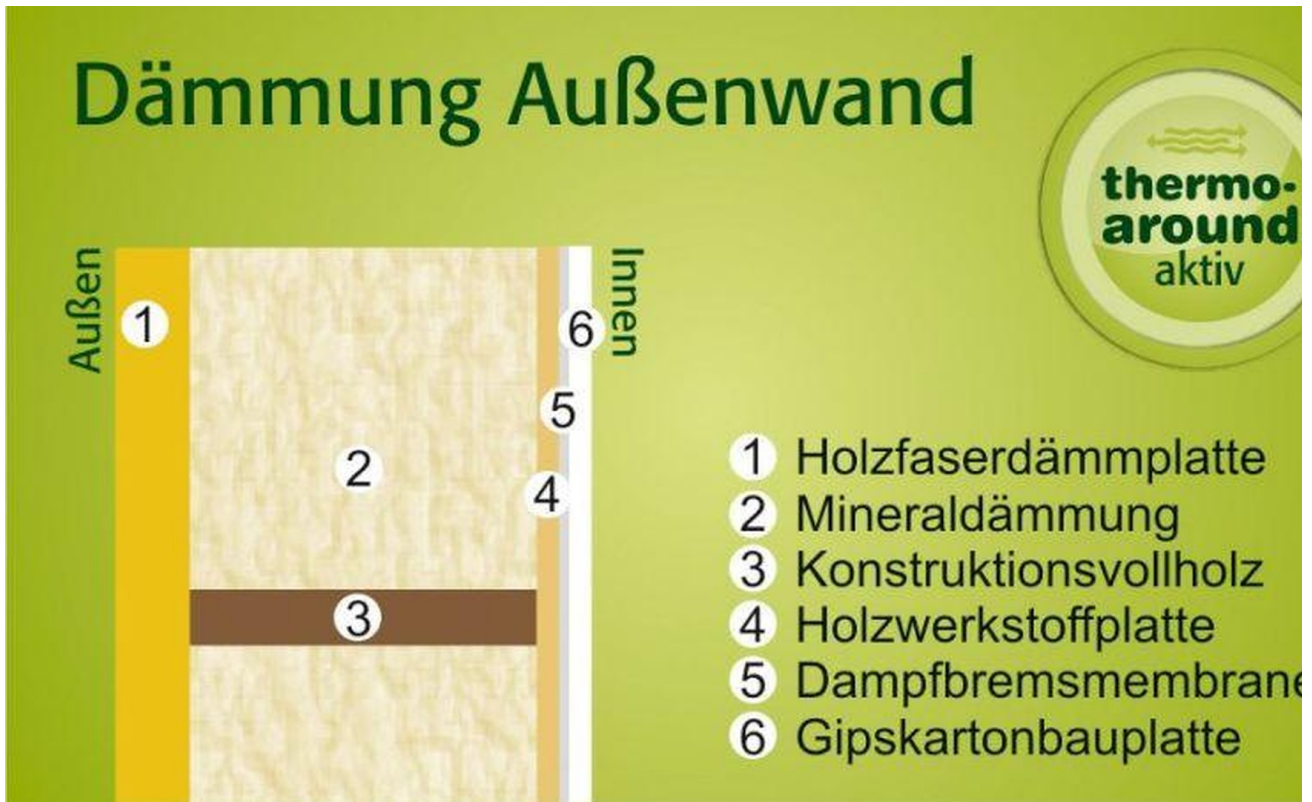 Dämmung Außenwand
thermo-
around
aktiv
Außen
Innen
1
6
5
2
4
3
1 Holzfaserdämmplatte
2 Mineraldämmung
3 Konstruktionsvollholz
4 Holzwerkstoffplatte
5 Dampfbremsmembrane
6 Gipskartonbauplatte